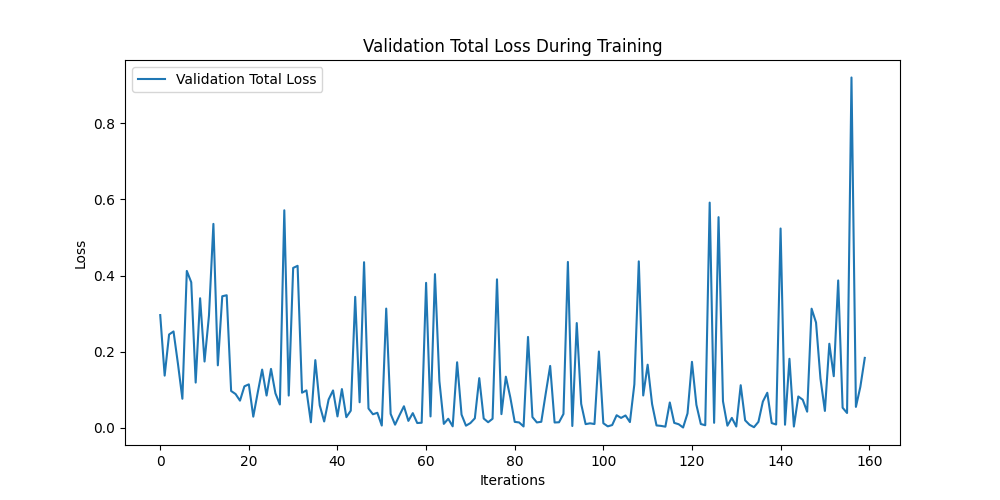 Validation Total Loss During Training
Validation Total Loss
0.8
0.6
0.4
0.2
0.0
Loss
0 20 40 60 80 100 120 140 160
Iterations